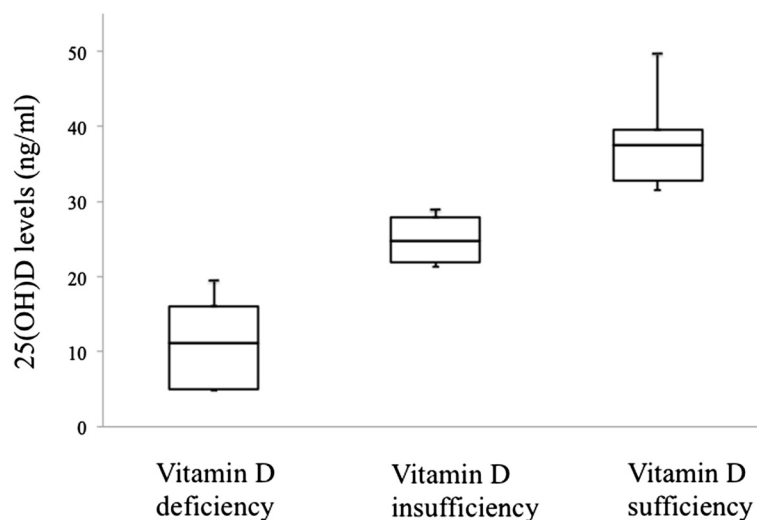 25(OH)D levels (ng/ml)
50
40
30
20
10
0
Vitamin D
deficiency
Vitamin D
insufficiency
Vitamin D
sufficiency